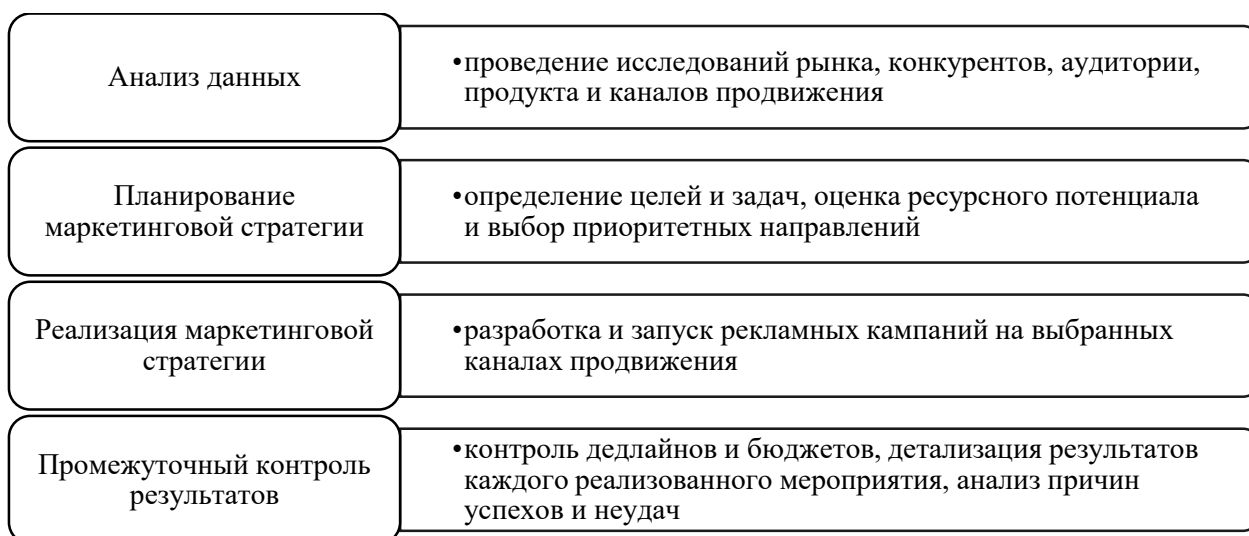 Анализ данных
•проведение исследований рынка, конкурентов, аудитории,
продукта и каналов продвижения
Планирование
маркетинговой стратегии
•определение целей и задач, оценка ресурсного потенциала
и выбор приоритетных направлений
Реализация маркетинговой
стратегии
•разработка и запуск рекламных кампаний на выбранных
каналах продвижения
Промежуточный контроль
результатов
•контроль дедлайнов и бюджетов, детализация результатов
каждого реализованного мероприятия, анализ причин
успехов и неудач